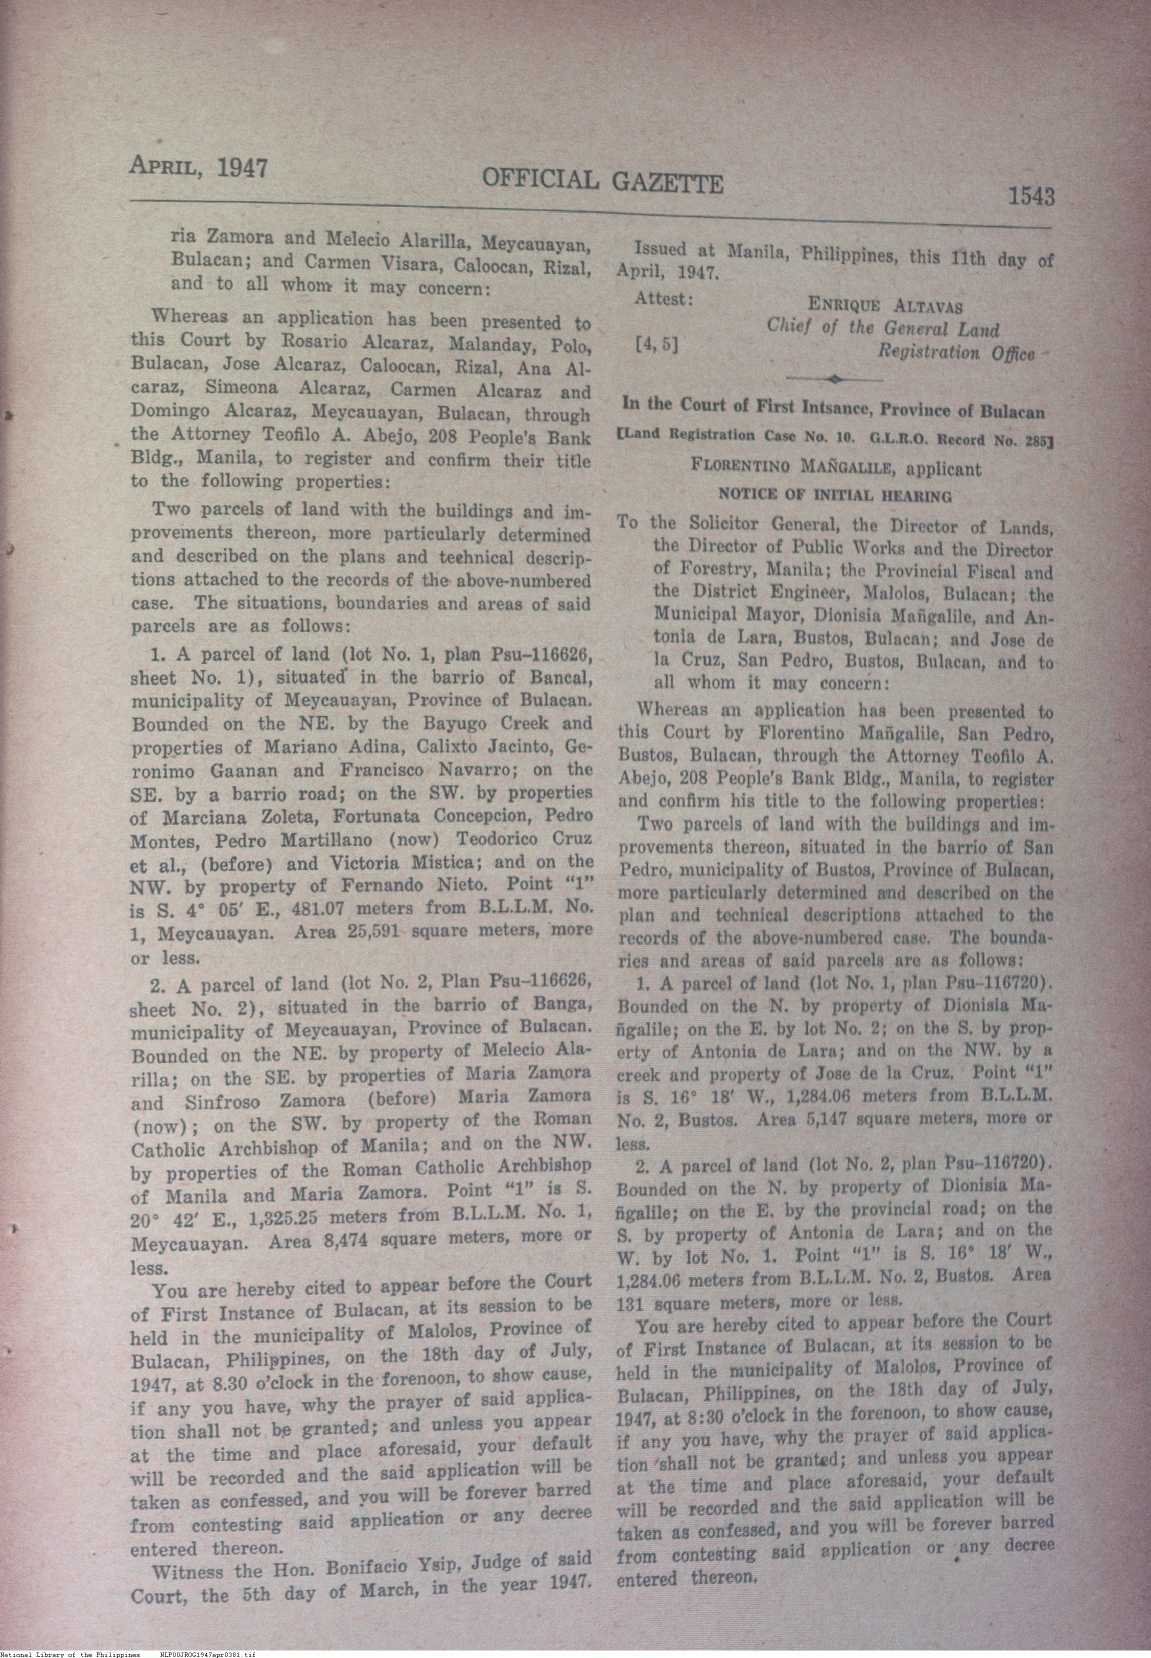 APRIL, 1947
OFFICIAL GAZETTE
1543
ria Zamora and Melecio Alarilla, Meycauayan,
Bulacan; and Carmen Visara, Caloocan, Rizal,
and to all whom it may concern:
Whereas an application has been presented to
this Court by Rosario Alcaraz, Malanday, Polo,
Bulacan, Jose Alcaraz, Caloocan, Rizal, Ana Al-
caraz, Simeona Alcaraz, Carmen Alcaraz and
Domingo Alcaraz, Meycauayan, Bulacan, through
the Attorney Teofilo A. Abejo, 208 People's Bank
Bldg., Manila, to register and confirm their title
to the following properties:
Two parcels of land with the buildings and im-
provements thereon, more particularly determined
and described on the plans and technical descrip-
tions attached to the records of the above-numbered
case. The situations, boundaries and areas of said
parcels are as follows:
1. A parcel of land (lot No. 1, plan Psu–116626,
sheet No. 1), situated in the barrio of Bancal,
municipality of Meycauayan, Province of Bulacan.
Bounded on the NE. by the Bayugo Creek and
properties of Mariano Adina, Calixto Jacinto, Ge-
ronimo Gaanan and Francisco Navarro; on the
SE. by a barrio road; on the SW. by properties
of Marciana Zoleta, Fortunata Concepcion, Pedro
Montes, Pedro Martillano (now) Teodorico Cruz
et al., (before) and Victoria Mistica; and on the
NW. by property of Fernando Nieto. Point “1”
is S. 4° 05′ E., 481.07 meters from B.L.L.M. No.
1, Meycauayan. Area 25,591 square meters, more
or less.
2. A parcel of land (lot No. 2, Plan Psu–116626,
sheet No. 2), situated in the barrio of Banga,
municipality of Meycauayan, Province of Bulacan.
Bounded on the NE. by property of Melecio Ala-
rilla; on the SE. by properties of Maria Zamora
and Sinfroso Zamora (before) Maria Zamora
(now); on the SW. by property of the Roman
Catholic Archbishop of Manila; and on the NW.
by properties of the Roman Catholic Archbishop
of Manila and Maria Zamora. Point “1” is S.
20° 42′ E., 1,325.25 meters from B.L.L.M. No. 1,
Meycauayan. Area 8,474 square meters, more or
less.
You are hereby cited to appear before the Court
of First Instance of Bulacan, at its session to be
held in the municipality of Malolos, Province of
Bulacan, Philippines, on the 18th day of July,
1947, at 8.30 o'clock in the forenoon, to show cause,
if any you have, why the prayer of said applica-
tion shall not be granted; and unless you appear
at the time and place aforesaid, your default
will be recorded and the said application will be
taken as confessed, and you will be forever barred
from contesting said application or any decree
entered thereon.
Witness the Hon. Bonifacio Ysip, Judge of said
Court, the 5th day of March, in the year 1947.
Issued at Manila, Philippines, this 11th day of
April, 1947.
Attest:
ENRIQUE ALTAVAS
Chief of the General Land
[4, 5]
Registration Office
In the Court of First Intsance, Province of Bulacan
[Land Registration Case No. 10. G.L.R.O. Record No. 285]
FLORENTINO MAÑGALILE, applicant
NOTICE OF INITIAL HEARING
To the Solicitor General, the Director of Lands,
the Director of Public Works and the Director
of Forestry, Manila; the Provincial Fiscal and
the District Engineer, Malolos, Bulacan; the
Municipal Mayor, Dionisia Mañgalile, and An-
tonia de Lara, Bustos, Bulacan; and Jose de
la Cruz, San Pedro, Bustos, Bulacan, and to
all whom it may concern:
Whereas an application has been presented to
this Court by Florentino Mañgalile, San Pedro,
Bustos, Bulacan, through the Attorney Teofilo A.
Abejo, 208 People's Bank Bldg., Manila, to register
and confirm his title to the following properties:
Two parcels of land with the buildings and im-
provements thereon, situated in the barrio of San
Pedro, municipality of Bustos, Province of Bulacan,
more particularly determined and described on the
plan and technical descriptions attached to the
records of the above-numbered case. The bounda-
ries and areas of said parcels are as follows:
1. A parcel of land (lot No. 1, plan Psu–116720).
Bounded on the N. by property of Dionisia Ma-
ñgalile; on the E. by lot No. 2; on the S. by prop-
erty of Antonia de Lara; and on the NW. by a
creek and property of Jose de la Cruz. Point “1”
is S. 16° 18′ W., 1,284.06 meters from B.L.L.M.
No. 2, Bustos. Area 5,147 square meters, more or
less.
2. A parcel of land (lot No. 2, plan Psu–116720).
Bounded on the N. by property of Dionisia Ma-
ñgalile; on the E. by the provincial road; on the
S. by property of Antonia de Lara; and on the
W. by lot No. 1. Point “1” is S. 16° 18′ W.,
1,284.06 meters from B.L.L.M. No. 2, Bustos. Area
131 square meters, more or less.
You are hereby cited to appear before the Court
of First Instance of Bulacan, at its session to be
held in the municipality of Malolos, Province of
Bulacan, Philippines, on the 18th day of July,
1947, at 8:30 o'clock in the forenoon, to show cause,
if any you have, why the prayer of said applica-
tion shall not be granted; and unless you appear
at the time and place aforesaid, your default
will be recorded and the said application will be
taken as confessed, and you will be forever barred
from contesting said application or any decree
entered thereon.
National Library of the Philippines NLP00JROG1947apr0381.tif